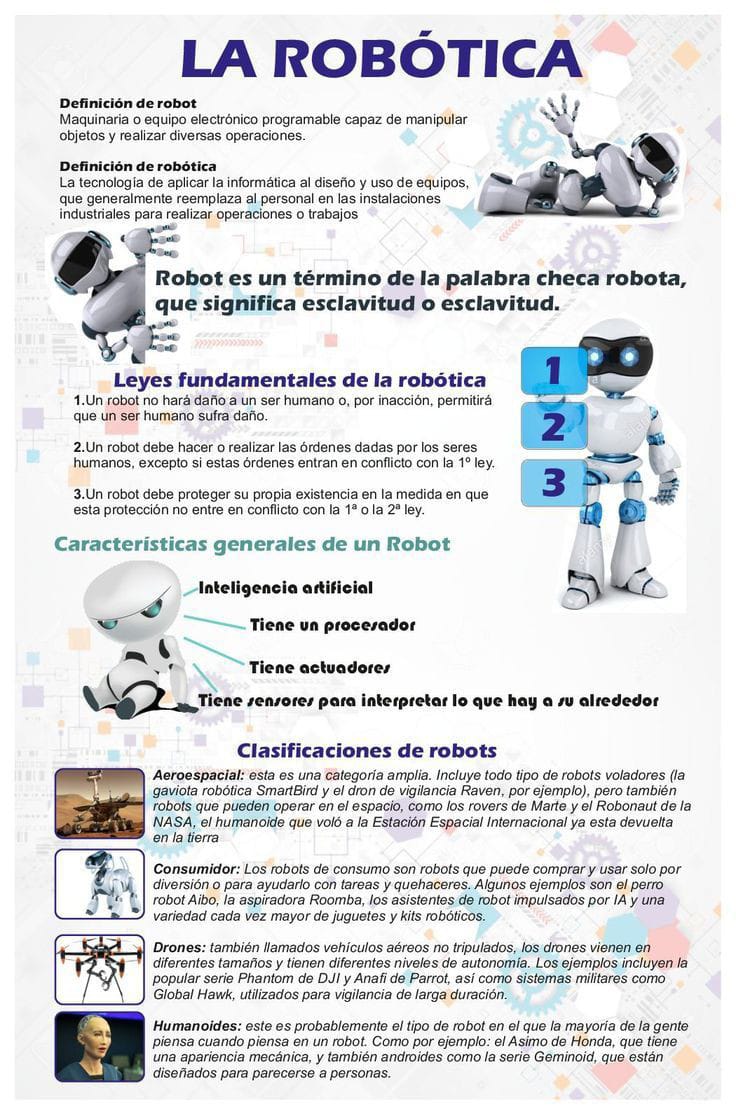 LA ROBÓTICA
Definición de robot
Maquinaria o equipo electrónico programable capaz de manipular
objetos y realizar diversas operaciones.
Definición de robótica
La tecnología de aplicar la informática al diseño y uso de equipos,
que generalmente reemplaza al personal en las instalaciones
industriales para realizar operaciones o trabajos
Robot es un término de la palabra checa robota,
que significa esclavitud o esclavitud.
Leyes fundamentales de la robótica
1.Un robot no hará daño a un ser humano o, por inacción, permitirá
que un ser humano sufra daño.
2.Un robot debe hacer o realizar las órdenes dadas por los seres
humanos, excepto si estas órdenes entran en conflicto con la 1º ley.
3.Un robot debe proteger su propia existencia en la medida en que
esta protección no entre en conflicto con la 1ª o la 2ª ley.
1
2
3
Características generales de un Robot
Inteligencia artificial
Tiene un procesador
Tiene actuadores
Tiene sensores para interpretar lo que hay a su alrededor
Clasificaciones de robots
Aeroespacial: esta es una categoría amplia. Incluye todo tipo de robots voladores (la
gaviota robótica SmartBird y el dron de vigilancia Raven, por ejemplo), pero también
robots que pueden operar en el espacio, como los rovers de Marte y el Robonaut de la
NASA, el humanoide que voló a la Estación Espacial Internacional ya esta devuelta
en la tierra
Consumidor: Los robots de consumo son robots que puede comprar y usar solo por
diversión o para ayudarlo con tareas y quehaceres. Algunos ejemplos son el perro
robot Aibo, la aspiradora Roomba, los asistentes de robot impulsados por IA y una
variedad cada vez mayor de juguetes y kits robóticos.
Drones: también llamados vehículos aéreos no tripulados, los drones vienen en
diferentes tamaños y tienen diferentes niveles de autonomía. Los ejemplos incluyen la
popular serie Phantom de DJI y Anafi de Parrot, así como sistemas militares como
Global Hawk, utilizados para vigilancia de larga duración.
Humanoides: este es probablemente el tipo de robot en el que la mayoría de la gente
piensa cuando piensa en un robot. Como por ejemplo: el Asimo de Honda, que tiene
una apariencia mecánica, y también androides como la serie Geminoid, que están
diseñados para parecerse a personas.